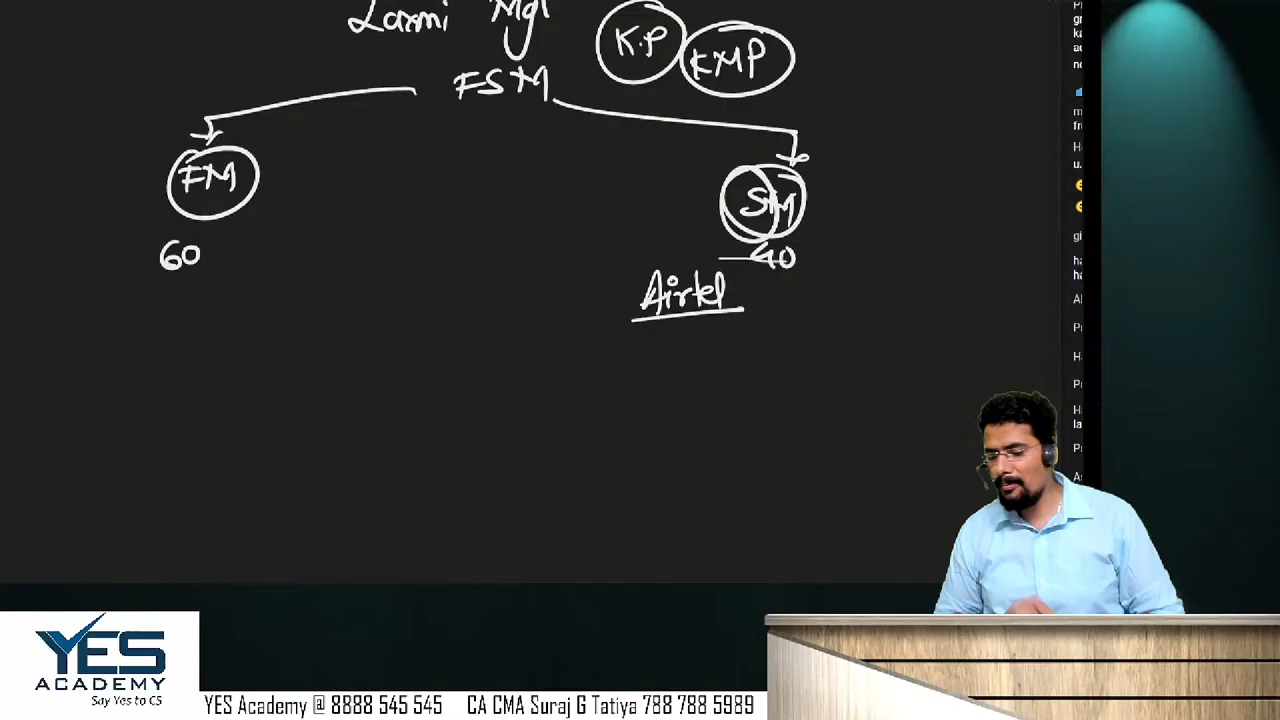 Laxmi Mgt
K.P
KMP
FSM
FM
SM
60
40
Airtel
YES
ACADEMY
Say Yes to CS
YES Academy @ 8888 545 545 CA CMA Suraj G Tatiya 788 788 5989